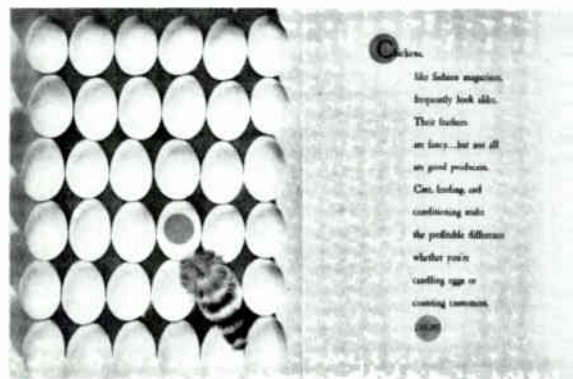 Chickens,
like fashion magazines,
frequently look alike.
Their feathers
are fancy...but not all
are good producers.
Care, feeding, and
conditioning make
the profitable difference
whether you're
candling eggs or
counting customers.